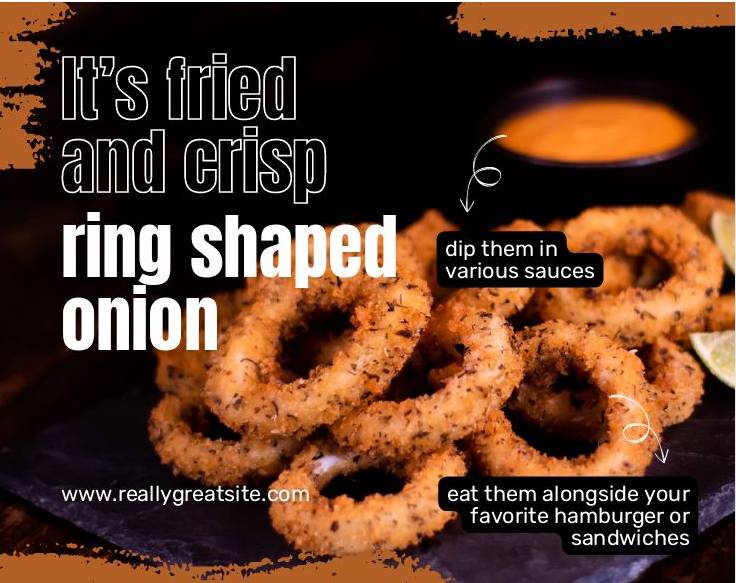 It's fried
and crisp
ring shaped
onion
dip them in
various sauces
www.reallygreatsite.com
eat them alongside your
favorite hamburger or
sandwiches